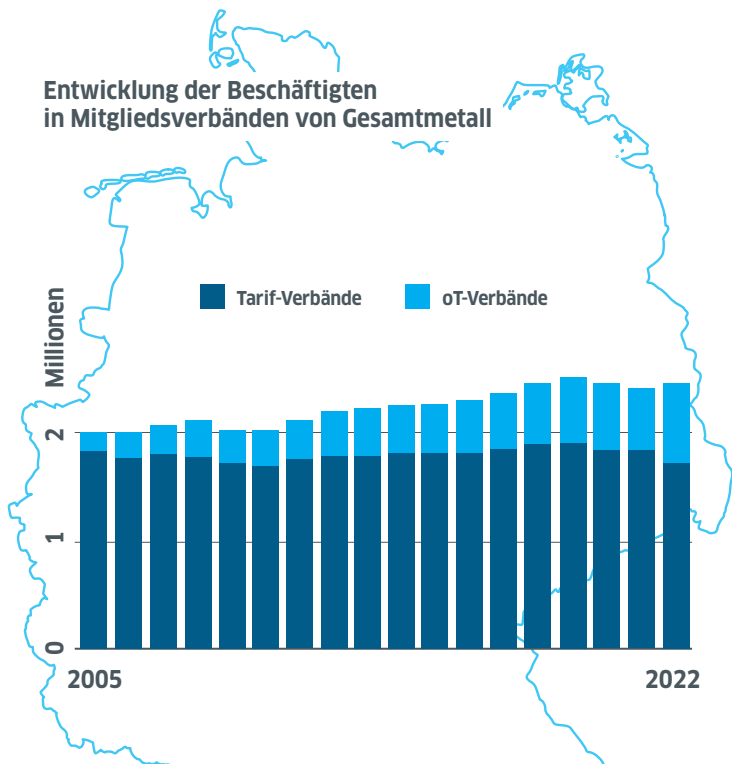 Entwicklung der Beschäftigten
in Mitgliedsverbänden von Gesamtmetall
Tarif-Verbände
oT-Verbände
Millionen
2
1
0
2005
2022